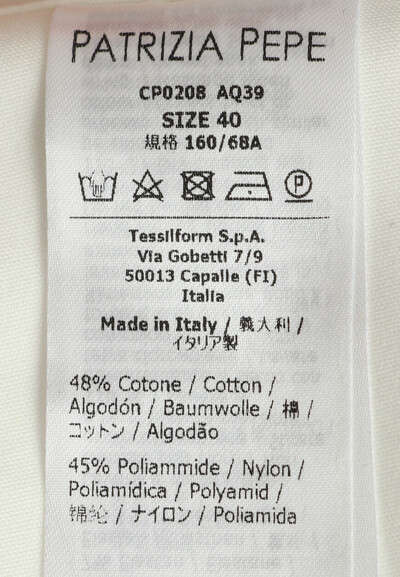 PATRIZIA PEPE
CP0208 AQ39
SIZE 40
規格 160/68A
P
Tessilform S.p.A.
Via Gobetti 7/9
50013 Capalle (FI)
Italia
Made in Italy / 義大利 /
イタリア製
48% Cotone / Cotton /
Algodón / Baumwolle / 棉 /
コットン / Algodão
45% Poliammide / Nylon /
Poliamídica / Polyamid /
锦纶 / ナイロン / Poliamida